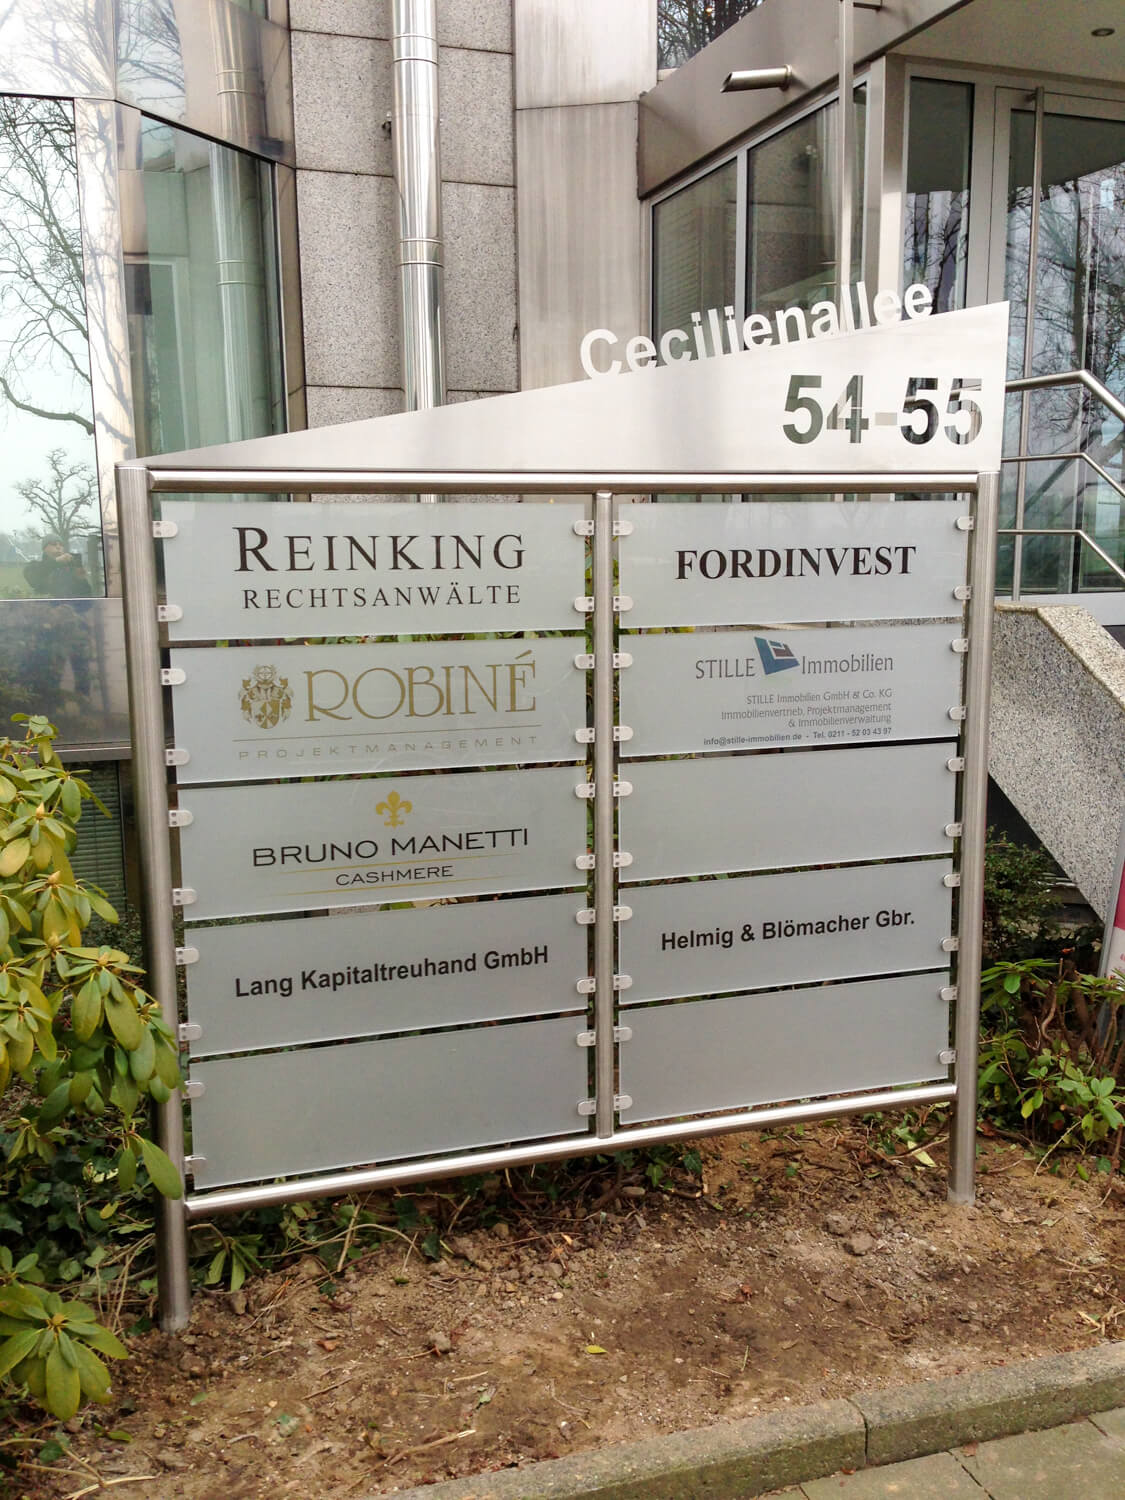 Cecilienallee
54-55
REINKING
RECHTSANWÄLTE
ROBINÉ
PROJEKTMANAGEMENT
BRUNO MANETTI
CASHMERE
Lang Kapitaltreuhand GmbH
FORDINVEST
STILLE Immobilien
STILLE Immobilien GmbH & Co. KG
Immobilienvertrieb, Projektmanagement
& Immobilienverwaltung
info@stille-immobilien.de - Tel. 0211 - 52 03 43 97
Helmig & Blömacher Gbr.